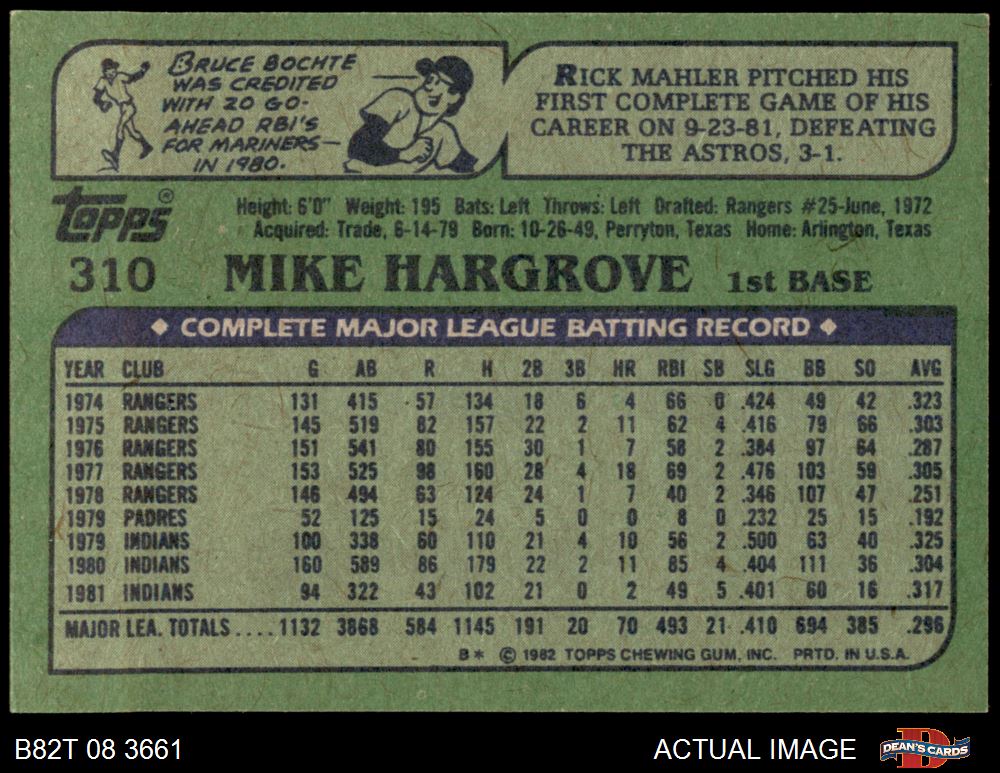 BRUCE BOCHTE
WAS CREDITED
WITH 20 GO-
AHEAD RBI'S
FOR MARINERS—
IN 1980.
RICK MAHLER PITCHED HIS
FIRST COMPLETE GAME OF HIS
CAREER ON 9-23-81, DEFEATING
THE ASTROS, 3-1.
Topps®
Height: 6'0" Weight: 195 Bats: Left Throws: Left Drafted: Rangers #25-June, 1972
Acquired: Trade, 6-14-79 Born: 10-26-49, Perryton, Texas Home: Arlington, Texas
310 MIKE HARGROVE 1st BASE
◆ COMPLETE MAJOR LEAGUE BATTING RECORD ◆
YEAR CLUB G AB R H 2B 3B HR RBI SB SLG BB SO AVG
1974 RANGERS 131 415 57 134 18 6 4 66 0 .424 49 42 .323
1975 RANGERS 145 519 82 157 22 2 11 62 4 .416 79 66 .303
1976 RANGERS 151 541 80 155 30 1 7 58 2 .384 97 64 .287
1977 RANGERS 153 525 98 160 28 4 18 69 2 .476 103 59 .305
1978 RANGERS 146 494 63 124 24 1 7 40 2 .346 107 47 .251
1979 PADRES 52 125 15 24 5 0 0 8 0 .232 25 15 .192
1979 INDIANS 100 338 60 110 21 4 10 56 2 .500 63 40 .325
1980 INDIANS 160 589 86 179 22 2 11 85 4 .404 111 36 .304
1981 INDIANS 94 322 43 102 21 0 2 49 5 .401 60 16 .317
MAJOR LEA. TOTALS....1132 3868 584 1145 191 20 70 493 21 .410 694 385 .296
B* © 1982 TOPPS CHEWING GUM, INC. PRTD. IN U.S.A.
B82T 08 3661
ACTUAL IMAGE
DEAN'S CARDS